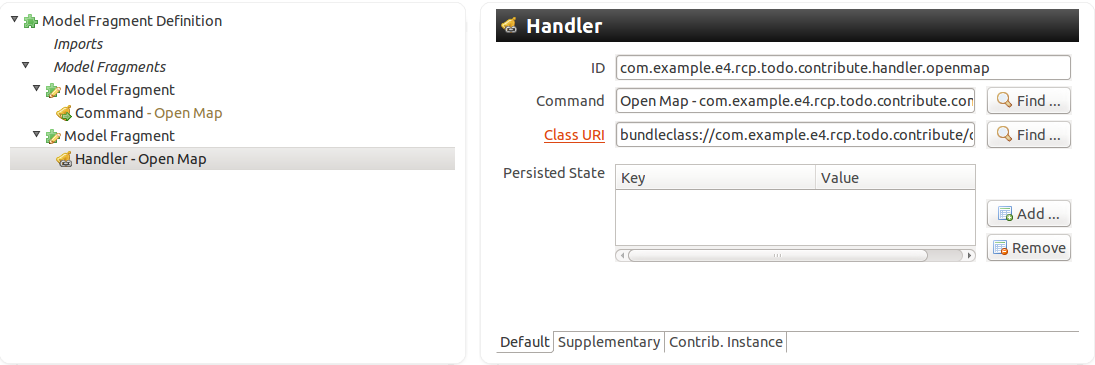 Model Fragment Definition
Imports
Model Fragments
Model Fragment
Command - Open Map
Model Fragment
Handler - Open Map
Handler
ID com.example.e4.rcp.todo.contribute.handler.openmap
Command Open Map - com.example.e4.rcp.todo.contribute.con Find ...
Class URI bundleclass://com.example.e4.rcp.todo.contribute/c Find ...
Persisted State Key Value
Add ...
Remove
Default Supplementary Contrib. Instance